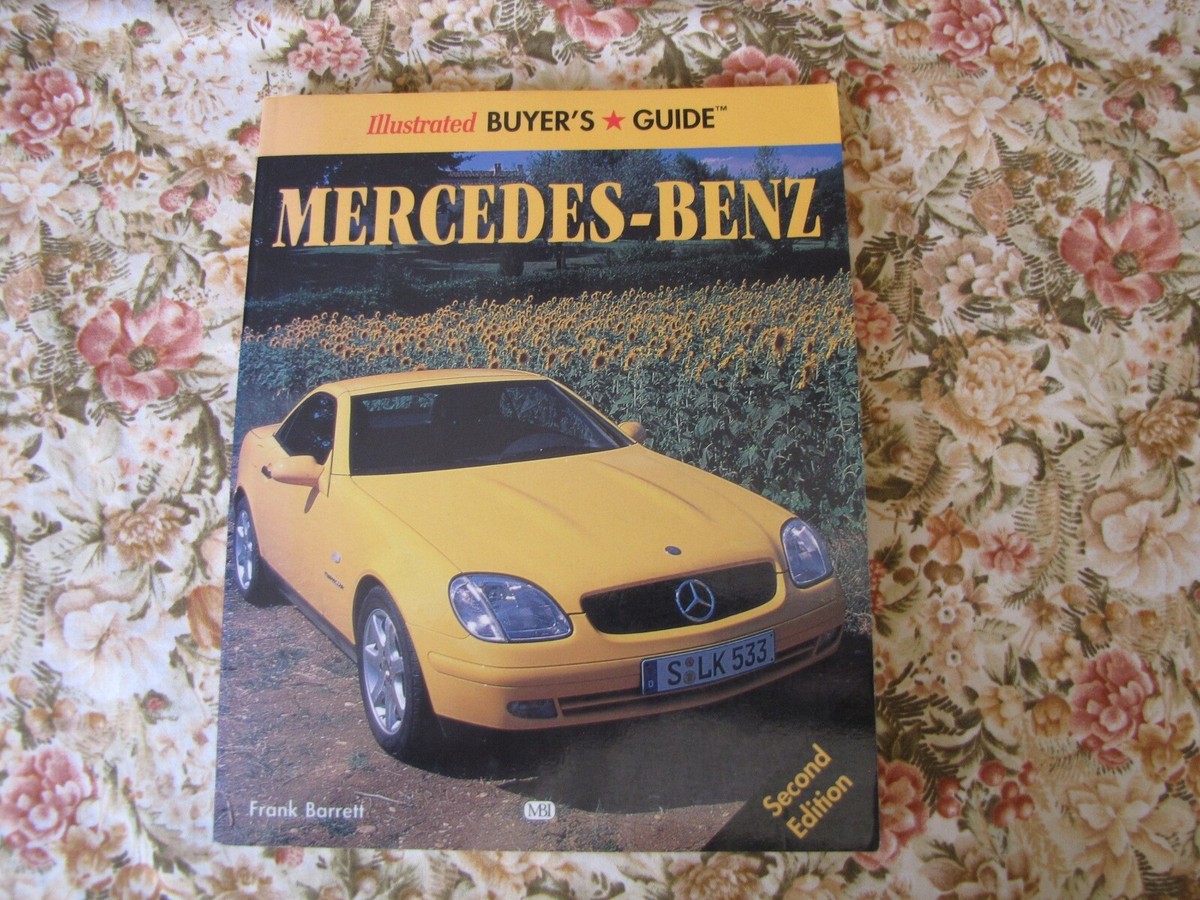 Illustrated BUYER'S ★ GUIDE™
MERCEDES-BENZ
S LK 533
Second
Edition
Frank Barrett
MBI